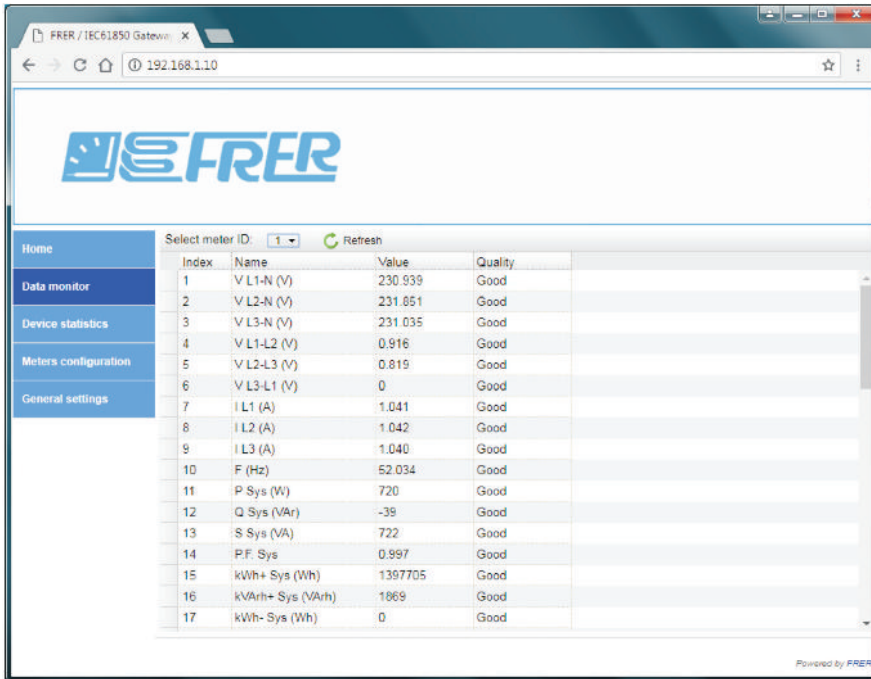 FRER / IEC61850 Gatewa
192.168.1.10
FRER
Select meter ID: 1 Refresh
Home
Data monitor
Device statistics
Meters configuration
General settings
Index Name Value Quality
1 V L1-N (V) 230.939 Good
2 V L2-N (V) 231.851 Good
3 V L3-N (V) 231.035 Good
4 V L1-L2 (V) 0.916 Good
5 V L2-L3 (V) 0.819 Good
6 V L3-L1 (V) 0 Good
7 I L1 (A) 1.041 Good
8 I L2 (A) 1.042 Good
9 I L3 (A) 1.040 Good
10 F (Hz) 52.034 Good
11 P Sys (W) 720 Good
12 Q Sys (VAr) -39 Good
13 S Sys (VA) 722 Good
14 P.F. Sys 0.997 Good
15 kWh+ Sys (Wh) 1397705 Good
16 kVArh+ Sys (VArh) 1869 Good
17 kWh- Sys (Wh) 0 Good
Powered by FRER